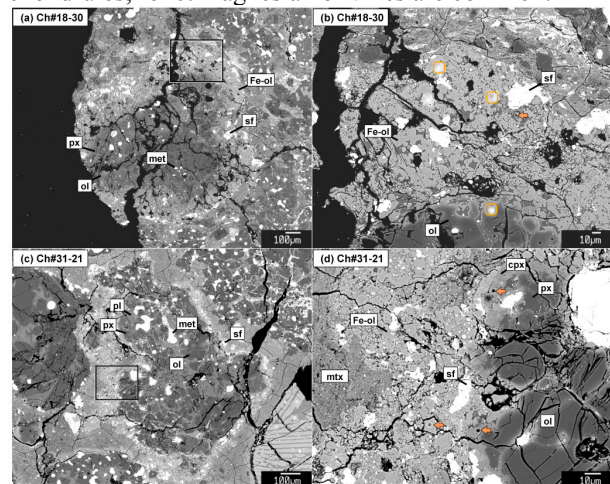 (a) Ch#18-30
Fe-ol
px
sf
met
ol
100µm
(b) Ch#18-30
sf
Fe-ol
ol
10µm
(c) Ch#31-21
pl
px
met
sf
ol
100µm
(d) Ch#31-21
cpx
px
Fe-ol
mtx
sf
ol
10µm